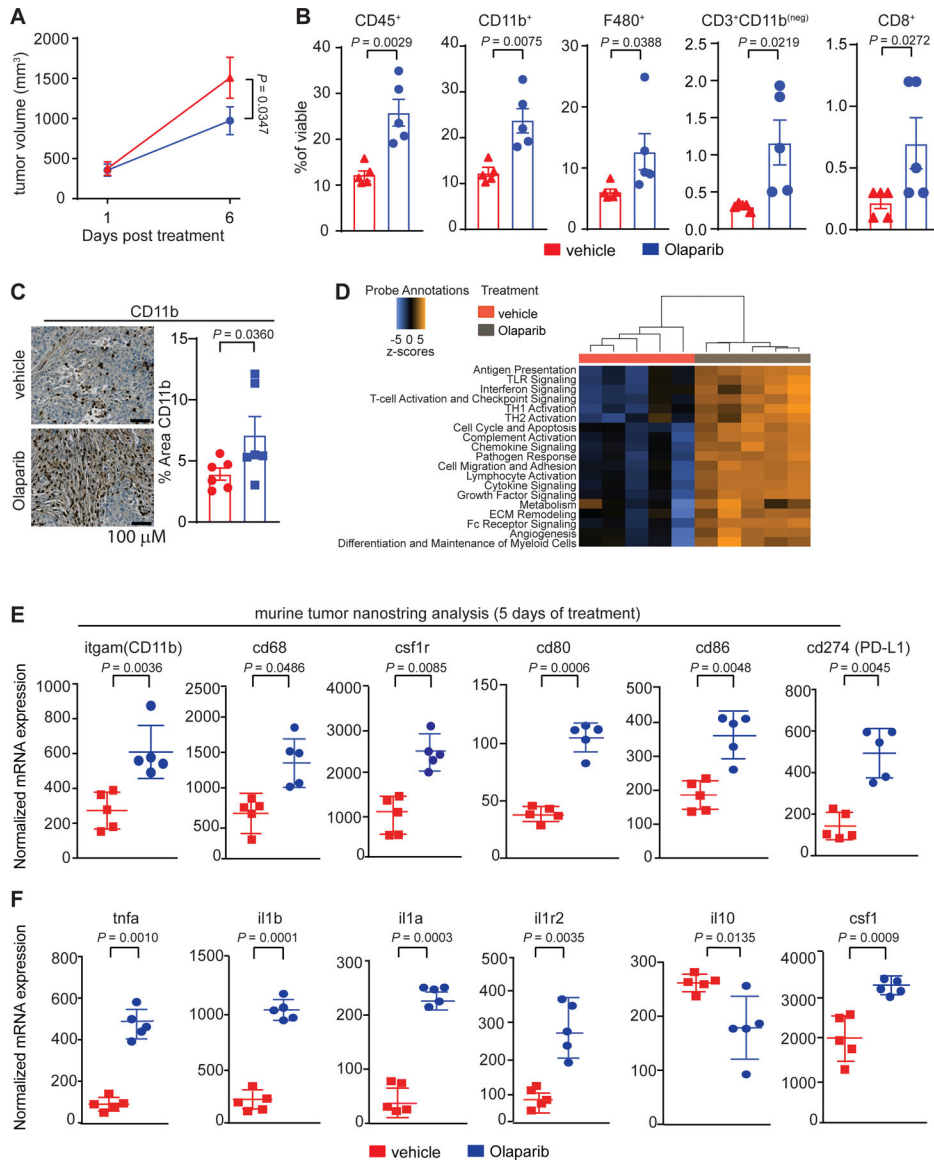 A
tumor volume (mm3)
2000
1500
1000
500
0
1
6
Days post treatment
P = 0.0347
B
%of viable
CD45+
P = 0.0029
40
30
20
10
0
CD11b+
P = 0.0075
40
30
20
10
0
F480+
P = 0.0388
30
20
10
0
CD3+CD11b(neg)
P = 0.0219
2.5
2.0
1.5
1.0
0.5
0.0
CD8+
P = 0.0272
1.5
1.0
0.5
0.0
vehicle
Olaparib
C
CD11b
vehicle
Olaparib
100 µM
% Area CD11b
P = 0.0360
15
10
5
0
D
Probe Annotations
-5 0 5
z-scores
Treatment
vehicle
Olaparib
Antigen Presentation
TLR Signaling
Interferon Signaling
T-cell Activation and Checkpoint Signaling
TH1 Activation
TH2 Activation
Cell Cycle and Apoptosis
Complement Activation
Chemokine Signaling
Pathogen Response
Cell Migration and Adhesion
Lymphocyte Activation
Cytokine Signaling
Growth Factor Signaling
Metabolism
ECM Remodeling
Fc Receptor Signaling
Angiogenesis
Differentiation and Maintenance of Myeloid Cells
E
murine tumor nanostring analysis (5 days of treatment)
Normalized mRNA expression
itgam(CD11b)
P = 0.0036
1000
800
600
400
200
0
cd68
P = 0.0486
2500
2000
1500
1000
500
0
csf1r
P = 0.0085
4000
3000
2000
1000
0
cd80
P = 0.0006
150
100
50
0
cd86
P = 0.0048
500
400
300
200
100
0
cd274 (PD-L1)
P = 0.0045
800
600
400
200
0
F
Normalized mRNA expression
tnfa
P = 0.0010
800
600
400
200
0
il1b
P = 0.0001
1500
1000
500
0
il1a
P = 0.0003
300
200
100
0
il1r2
P = 0.0035
500
400
300
200
100
0
il10
P = 0.0135
300
200
100
0
csf1
P = 0.0009
4000
3000
2000
1000
0
vehicle
Olaparib